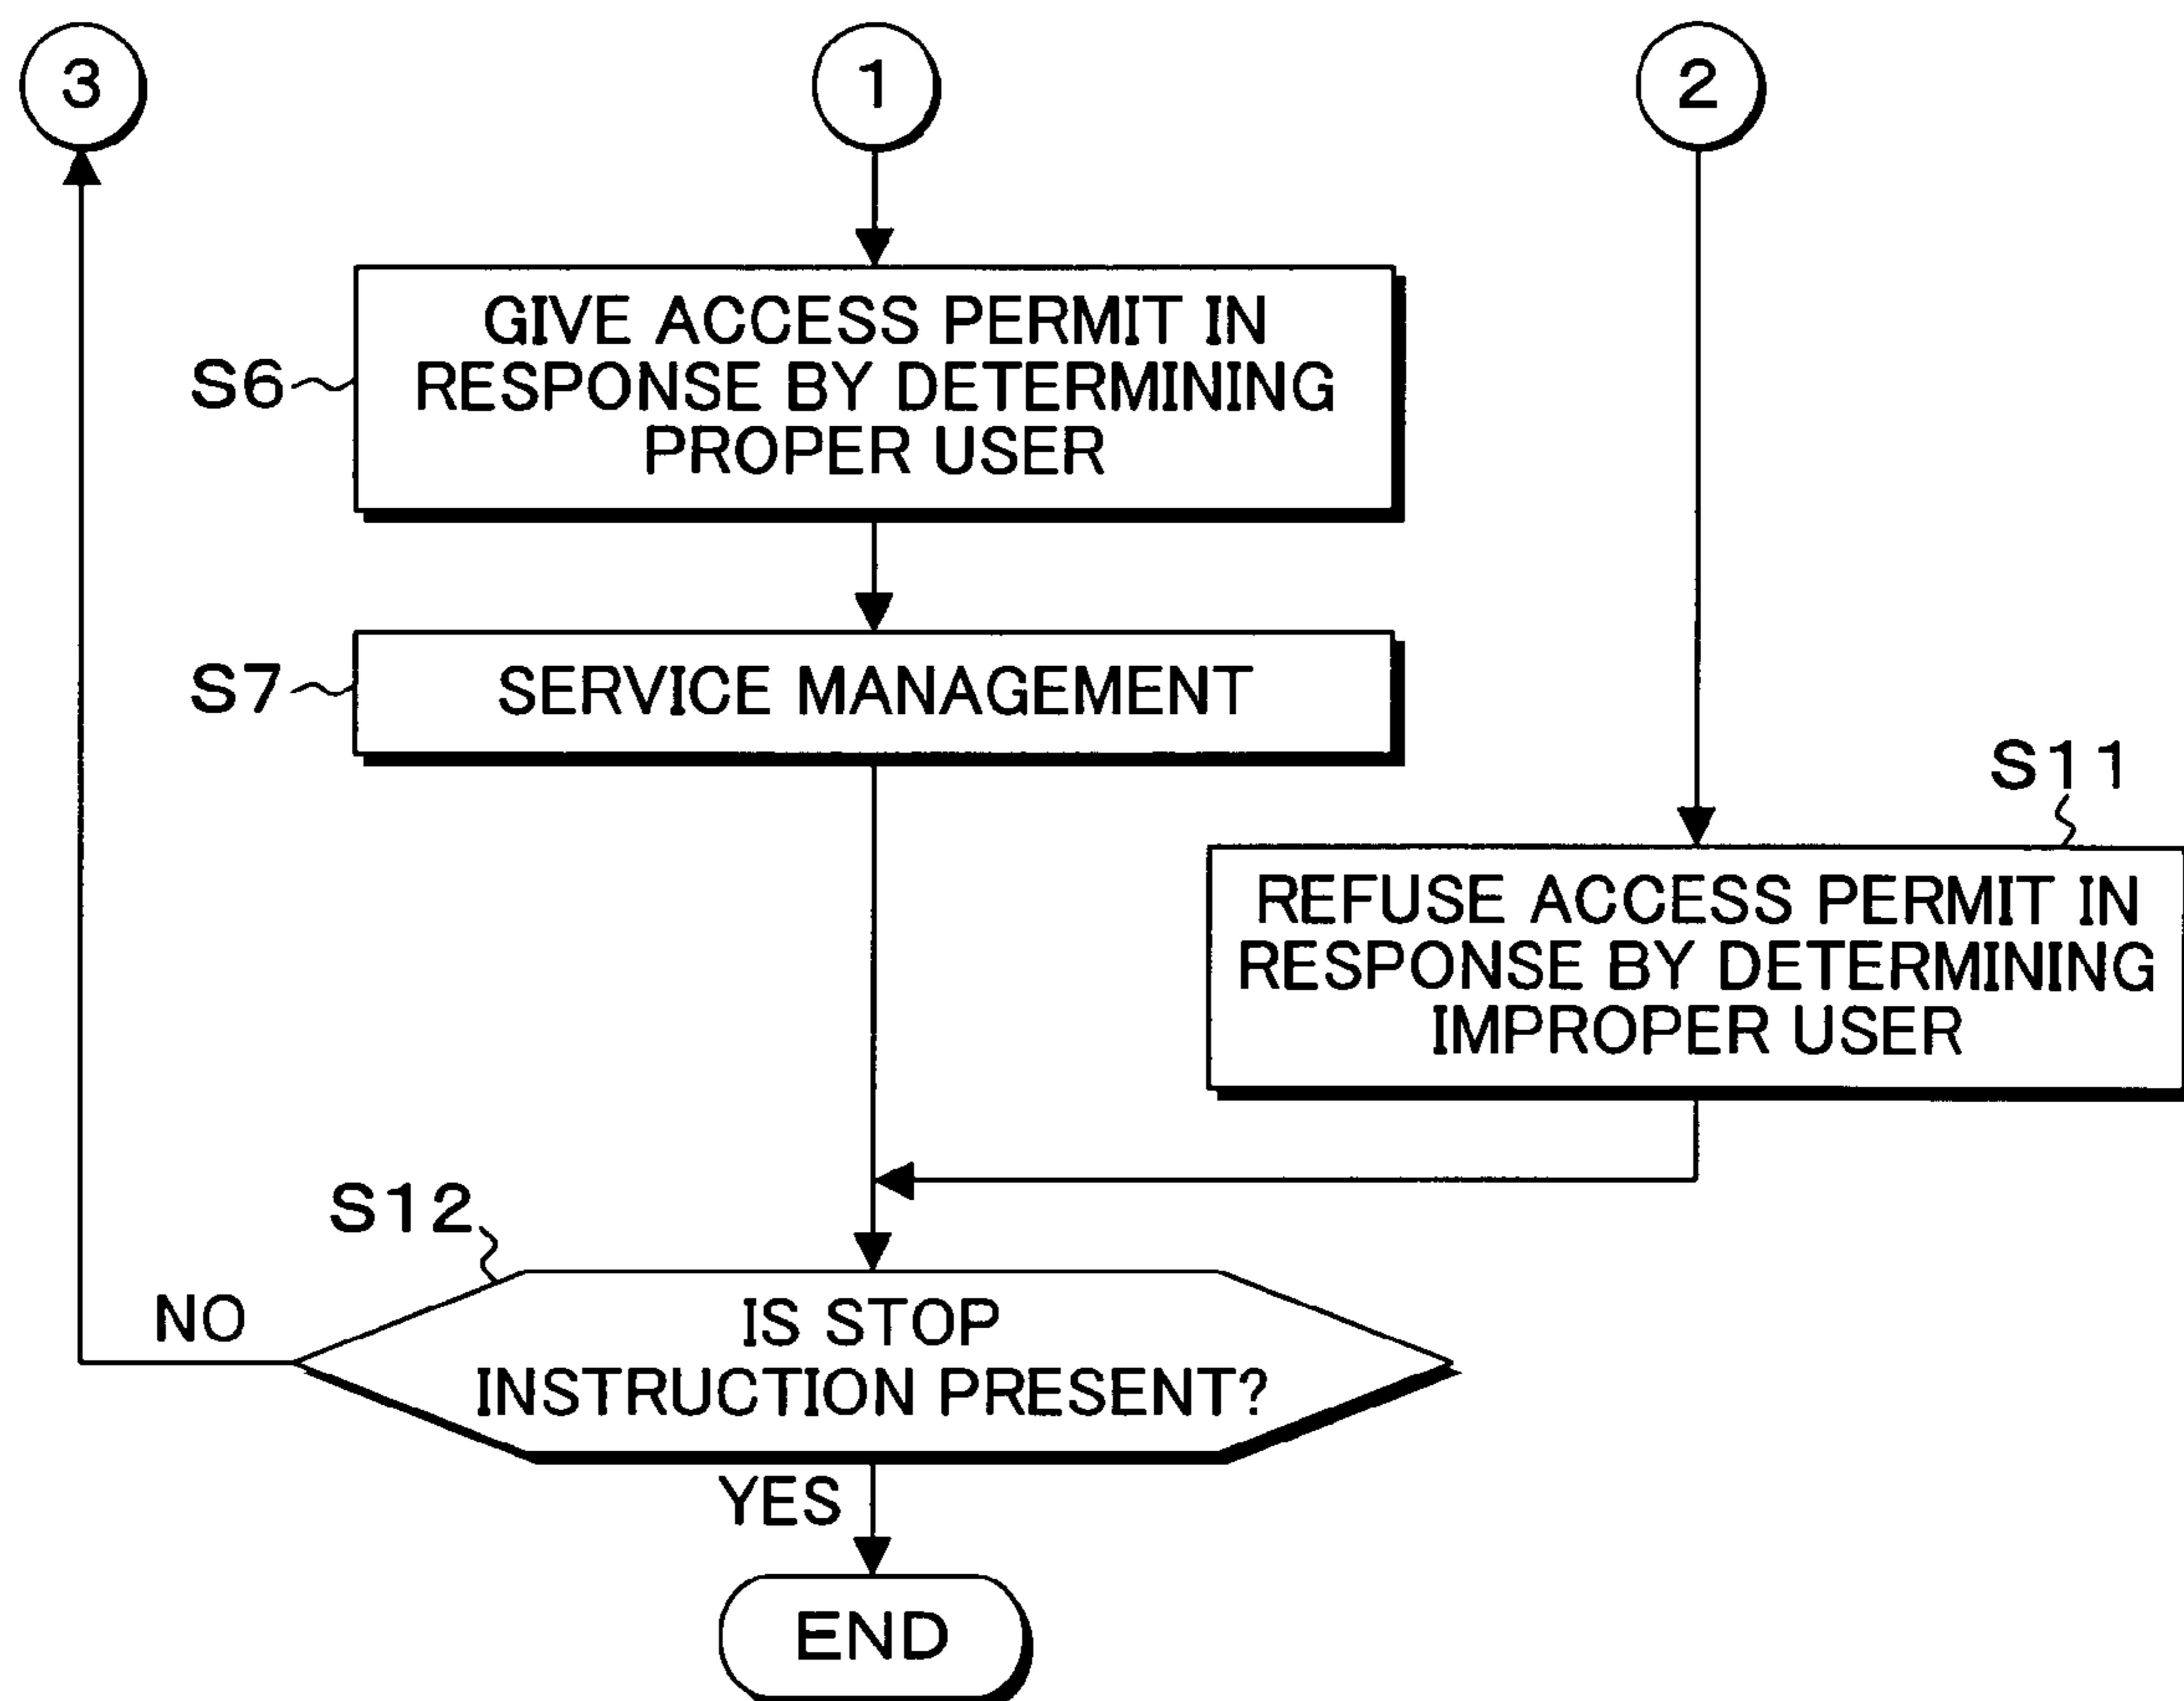 3
1
2
GIVE ACCESS PERMIT IN
RESPONSE BY DETERMINING
PROPER USER
S6
SERVICE MANAGEMENT
S7
S11
REFUSE ACCESS PERMIT IN
RESPONSE BY DETERMINING
IMPROPER USER
S12
NO
IS STOP
INSTRUCTION PRESENT?
YES
END